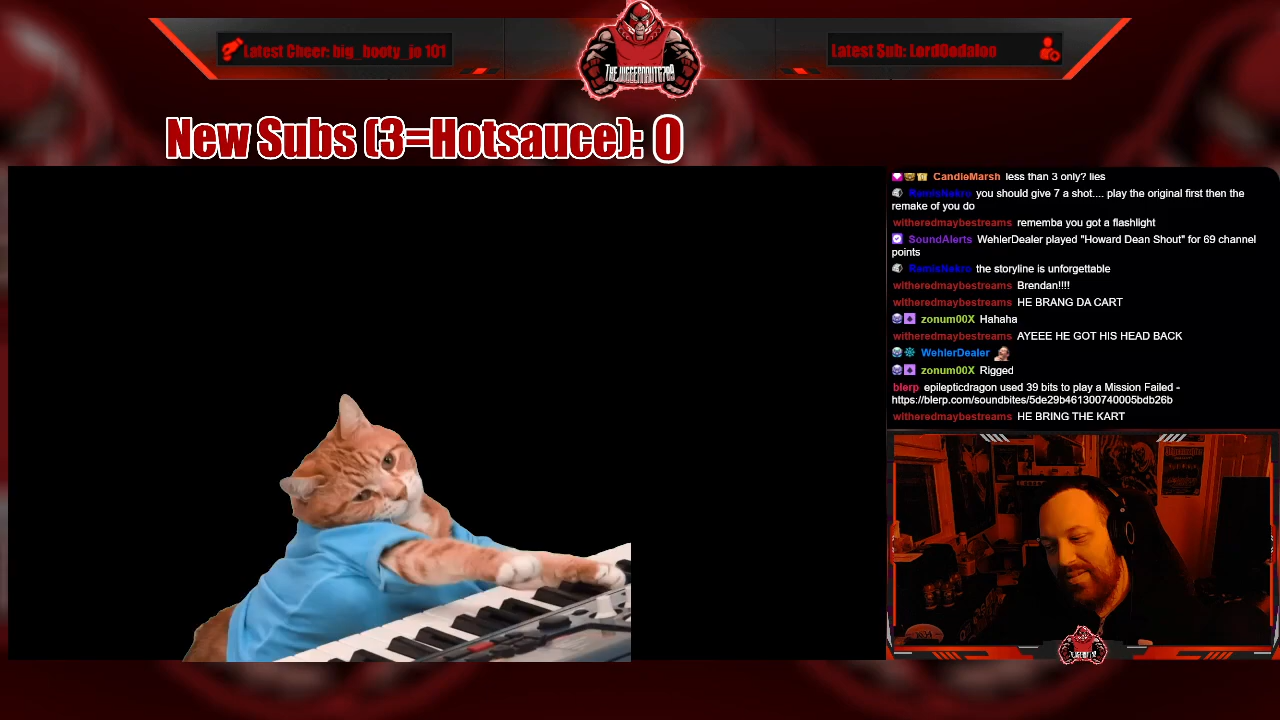 Latest Cheer: big_booty_jo 101
THEJUGGERNAUT789
Latest Sub: LordOodaloo
New Subs (3=Hotsauce): 0
CandieMarsh less than 3 only? lies
RamisNekro you should give 7 a shot.... play the original first then the
remake of you do
witheredmaybestreams rememba you got a flashlight
SoundAlerts WehlerDealer played "Howard Dean Shout" for 69 channel
points
RamisNekro the storyline is unforgettable
witheredmaybestreams Brendan!!!!
witheredmaybestreams HE BRANG DA CART
zonum00X Hahaha
witheredmaybestreams AYEEE HE GOT HIS HEAD BACK
WehlerDealer
zonum00X Rigged
blerp epilepticdragon used 39 bits to play a Mission Failed -
https://blerp.com/soundbites/5de29b461300740005bdb26b
witheredmaybestreams HE BRING THE KART